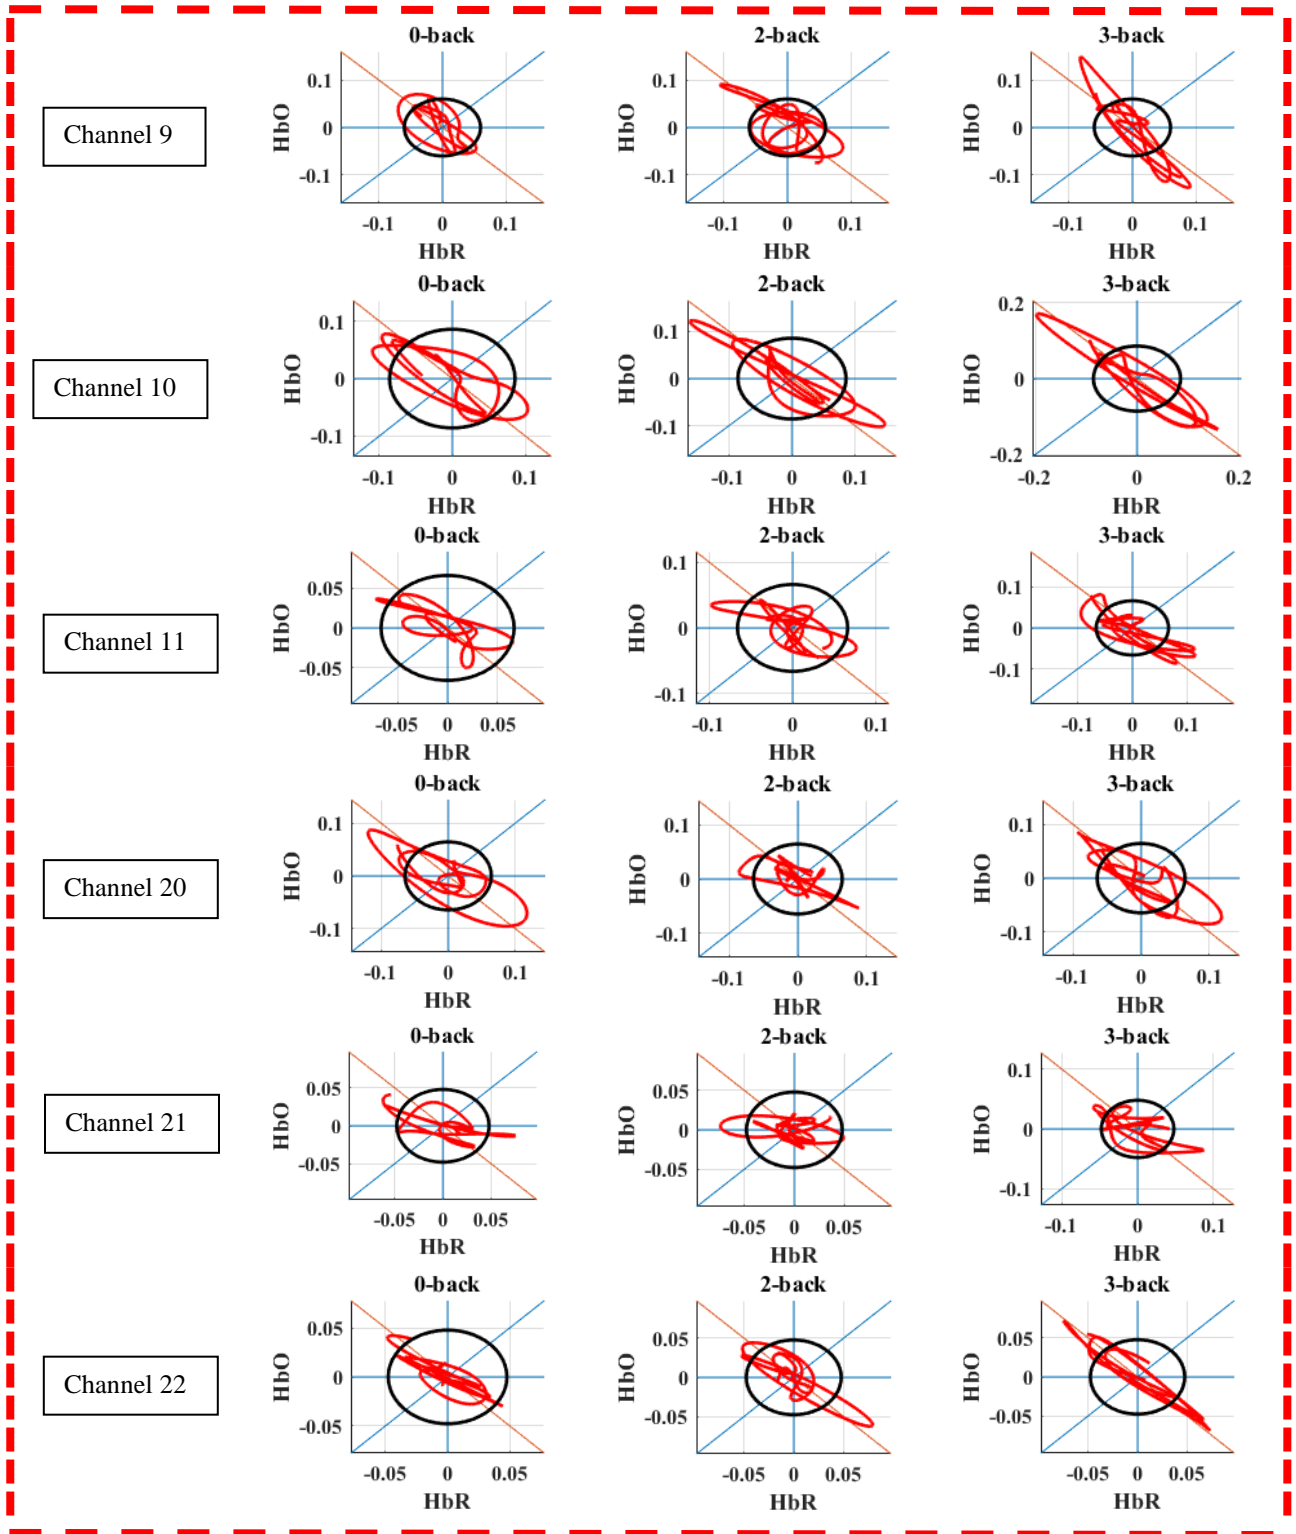 0-back 2-back 3-back
Channel 9
HbO 0.1 0 -0.1 HbO 0.1 0 -0.1 HbO 0.1 0 -0.1
-0.1 0 0.1 -0.1 0 0.1 -0.1 0 0.1
HbR HbR HbR
0-back 2-back 3-back
Channel 10
HbO 0.1 0 -0.1 HbO 0.1 0 -0.1 HbO 0.2 0 -0.2
-0.1 0 0.1 -0.1 0 0.1 -0.2 0 0.2
HbR HbR HbR
0-back 2-back 3-back
Channel 11
HbO 0.05 0 -0.05 HbO 0.1 0 -0.1 HbO 0.1 0 -0.1
-0.05 0 0.05 -0.1 0 0.1 -0.1 0 0.1
HbR HbR HbR
0-back 2-back 3-back
Channel 20
HbO 0.1 0 -0.1 HbO 0.1 0 -0.1 HbO 0.1 0 -0.1
-0.1 0 0.1 -0.1 0 0.1 -0.1 0 0.1
HbR HbR HbR
0-back 2-back 3-back
Channel 21
HbO 0.05 0 -0.05 HbO 0.05 0 -0.05 HbO 0.1 0 -0.1
-0.05 0 0.05 -0.05 0 0.05 -0.1 0 0.1
HbR HbR HbR
0-back 2-back 3-back
Channel 22
HbO 0.05 0 -0.05 HbO 0.05 0 -0.05 HbO 0.05 0 -0.05
-0.05 0 0.05 -0.05 0 0.05 -0.05 0 0.05
HbR HbR HbR